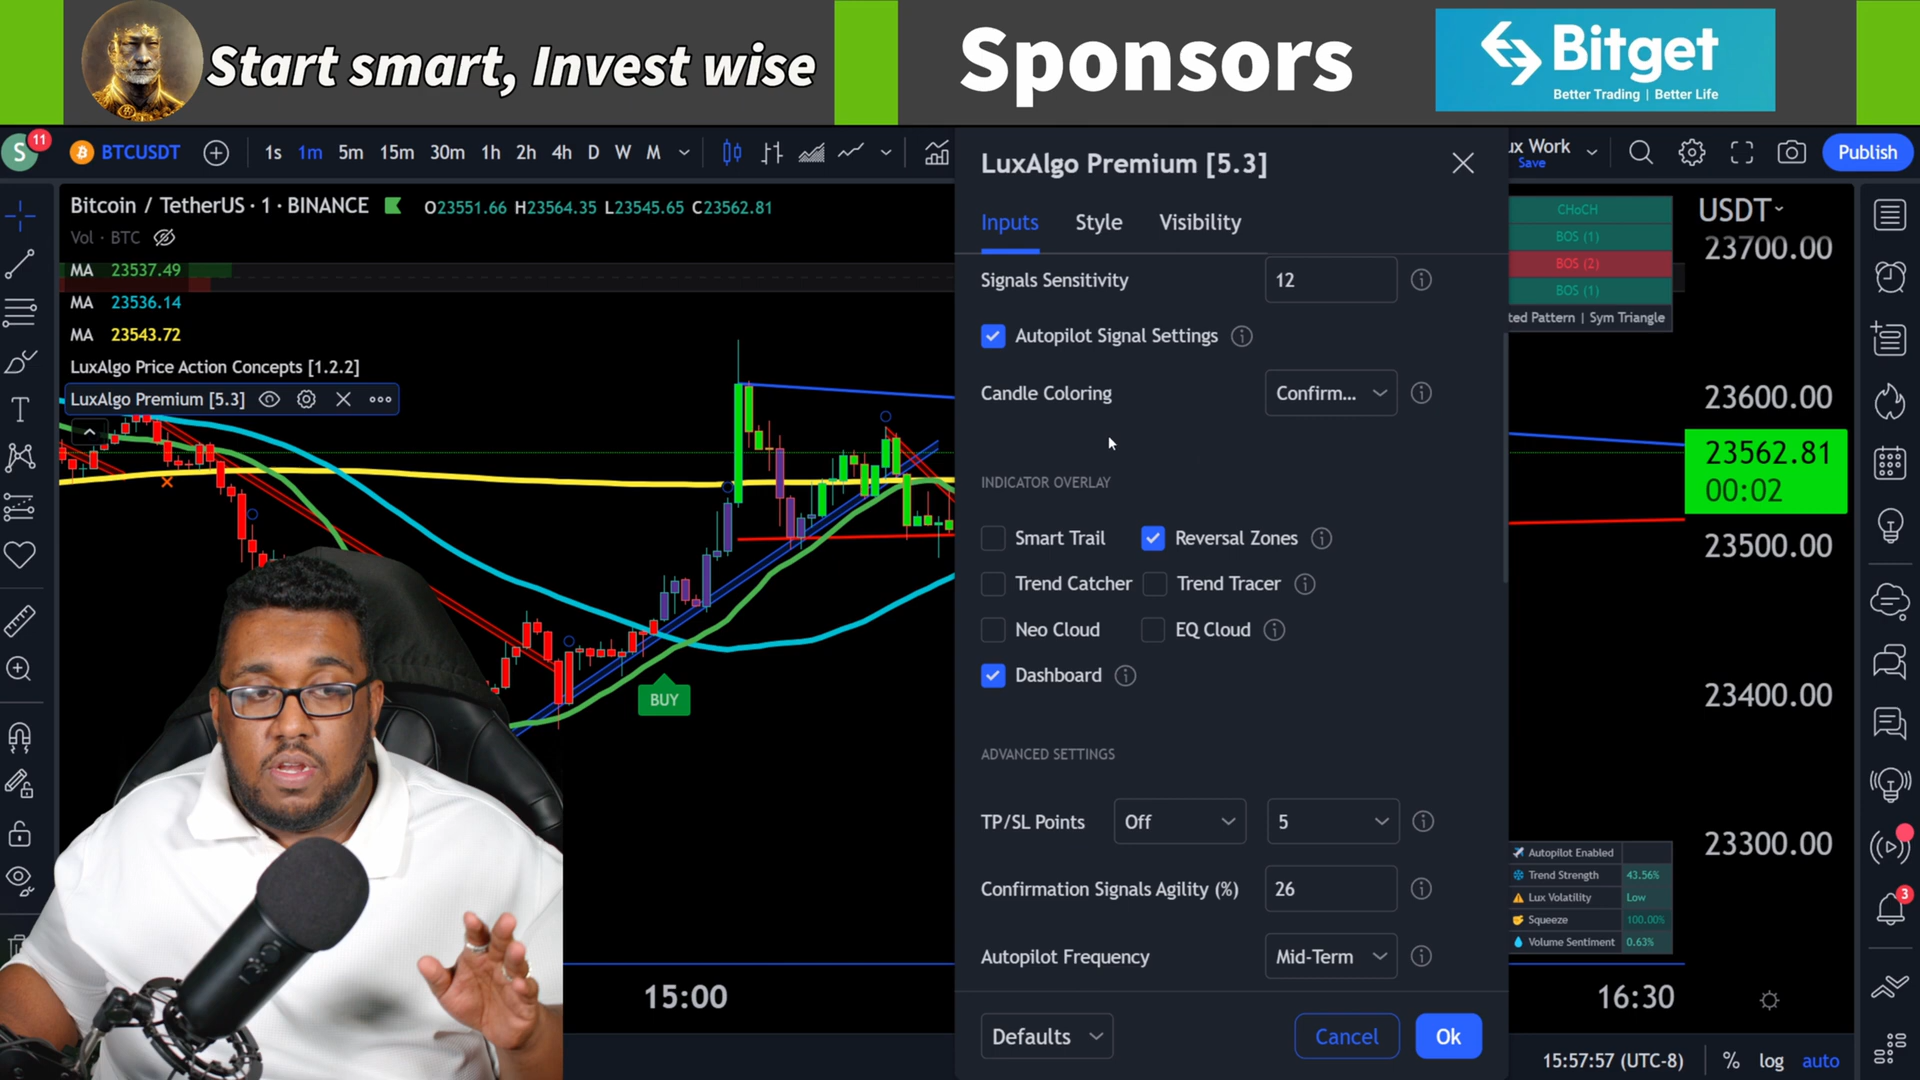 Start smart, Invest wise
Sponsors
Bitget
Better Trading | Better Life
S
11
BTCUSDT
1s 1m 5m 15m 30m 1h 2h 4h D W M
LuxAlgo Premium [5.3]
ux Work
Save
Publish
Bitcoin / TetherUS · 1 · BINANCE
O23551.66 H23564.35 L23545.65 C23562.81
Vol · BTC
MA 23537.49
MA 23536.14
MA 23543.72
LuxAlgo Price Action Concepts [1.2.2]
LuxAlgo Premium [5.3]
BUY
15:00
Inputs Style Visibility
Signals Sensitivity 12
Autopilot Signal Settings
Candle Coloring Confirm...
INDICATOR OVERLAY
Smart Trail Reversal Zones
Trend Catcher Trend Tracer
Neo Cloud EQ Cloud
Dashboard
ADVANCED SETTINGS
TP/SL Points Off 5
Confirmation Signals Agility (%) 26
Autopilot Frequency Mid-Term
Defaults Cancel Ok
CHoCH
BOS (1)
BOS (2)
BOS (1)
ted Pattern | Sym Triangle
USDT
23700.00
23600.00
23562.81
00:02
23500.00
23400.00
23300.00
Autopilot Enabled
Trend Strength 43.56%
Lux Volatility Low
Squeeze 100.00%
Volume Sentiment 0.63%
3
16:30
15:57:57 (UTC-8) % log auto